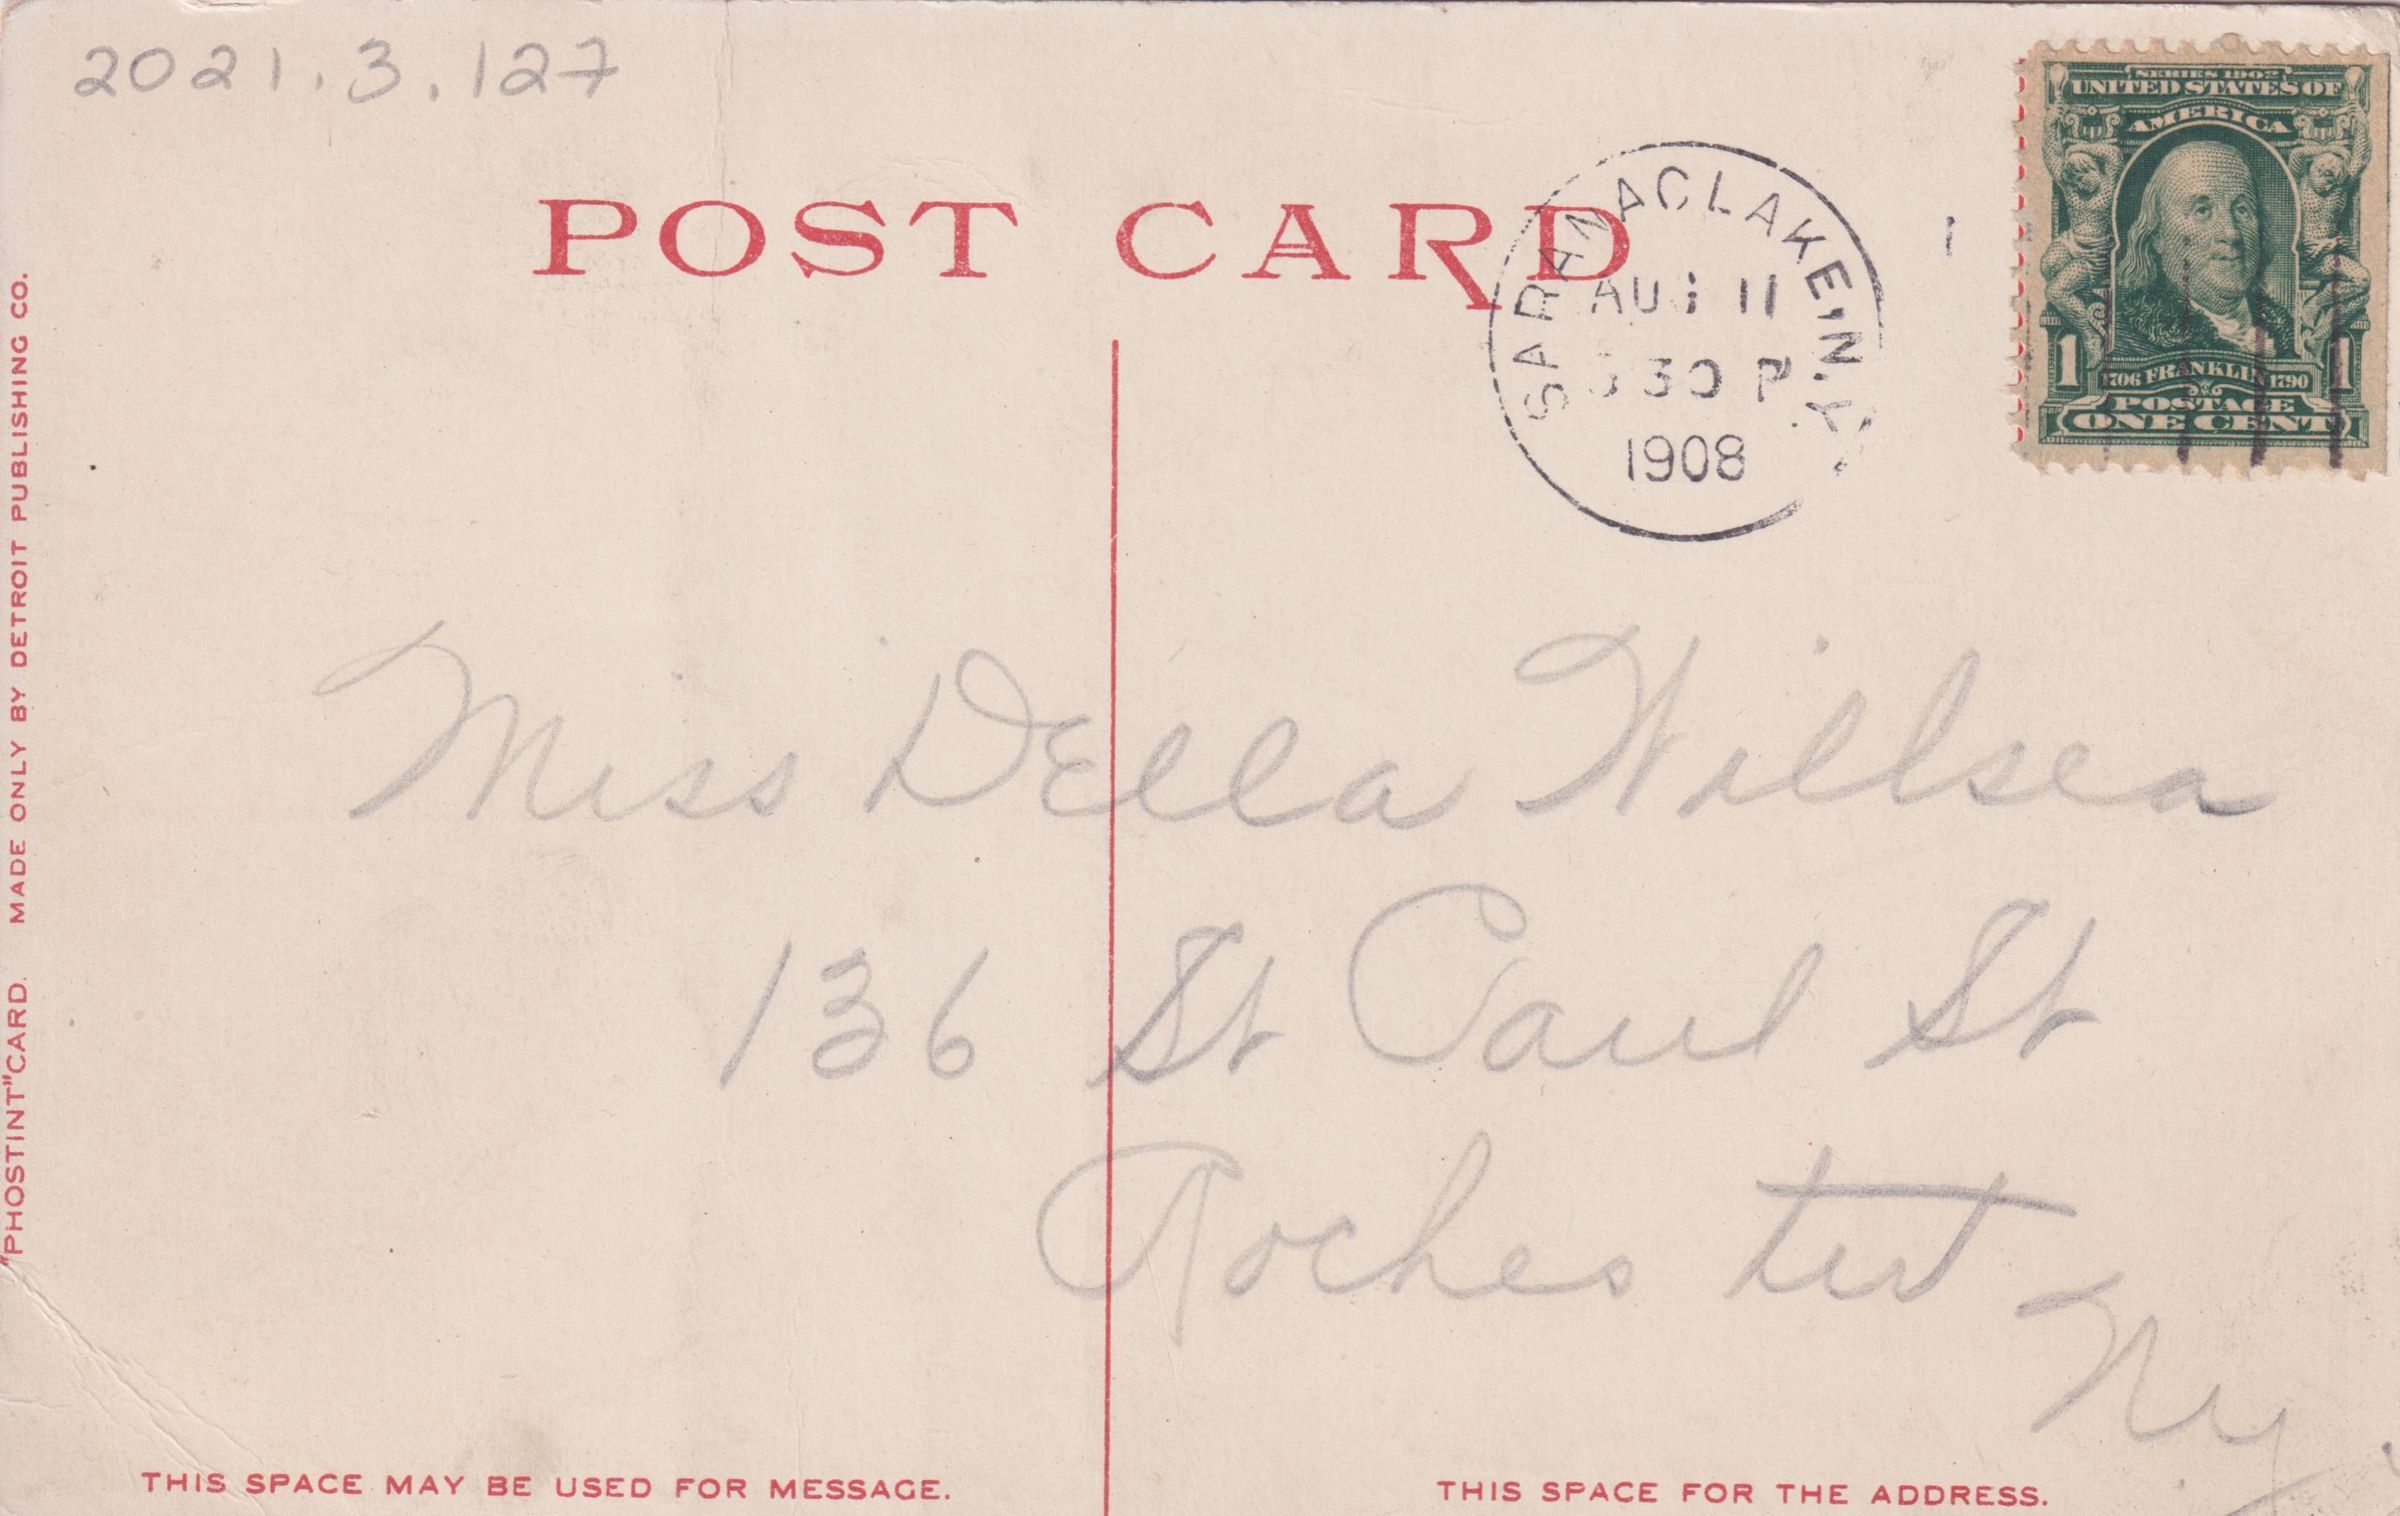 2021.3.127
POST CARD
SARANAC LAKE, N.Y.
AUG 11
30 P
1908
SERIES 1902
UNITED STATES OF
AMERICA
1706 FRANKLIN 1790
1 1
POSTAGE
ONE CENT
"PHOSTINT" CARD. MADE ONLY BY DETROIT PUBLISHING CO.
Miss Della Willsea
136 St Paul St
Rochester
Ny.
THIS SPACE MAY BE USED FOR MESSAGE.
THIS SPACE FOR THE ADDRESS.